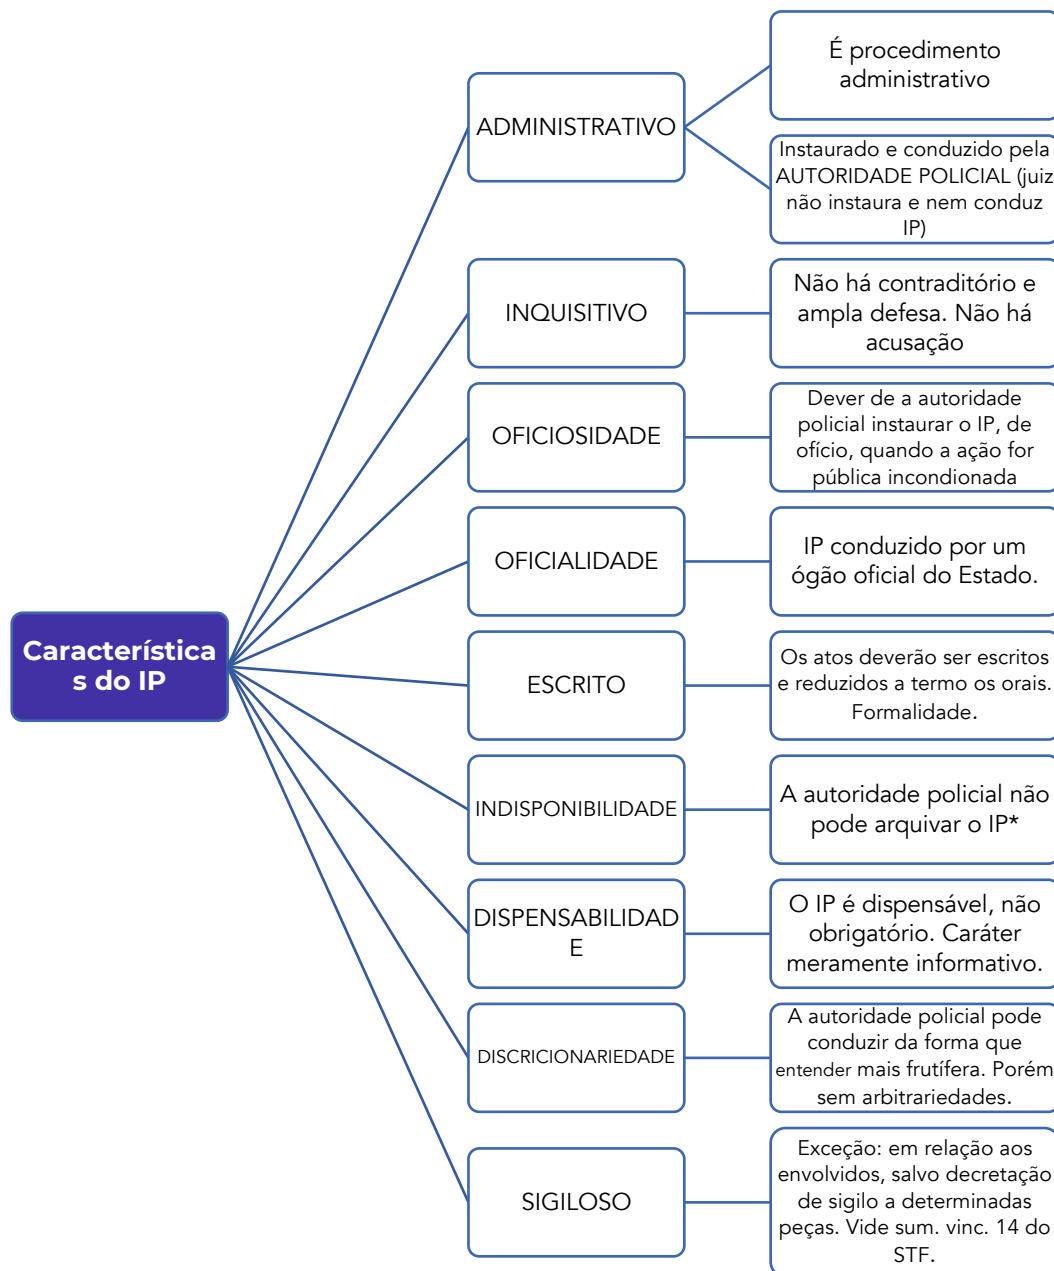 É procedimento
administrativo
ADMINISTRATIVO
Instaurado e conduzido pela
AUTORIDADE POLICIAL (juiz
não instaura e nem conduz
IP)
INQUISITIVO
Não há contraditório e
ampla defesa. Não há
acusação
OFICIOSIDADE
Dever de a autoridade
policial instaurar o IP, de
ofício, quando a ação for
pública incondionada
OFICIALIDADE
IP conduzido por um
ógão oficial do Estado.
Característica
s do IP
ESCRITO
Os atos deverão ser escritos
e reduzidos a termo os orais.
Formalidade.
INDISPONIBILIDADE
A autoridade policial não
pode arquivar o IP*
DISPENSABILIDAD
E
O IP é dispensável, não
obrigatório. Caráter
meramente informativo.
DISCRICIONARIEDADE
A autoridade policial pode
conduzir da forma que
entender mais frutífera. Porém
sem arbitrariedades.
SIGILOSO
Exceção: em relação aos
envolvidos, salvo decretação
de sigilo a determinadas
peças. Vide sum. vinc. 14 do
STF.